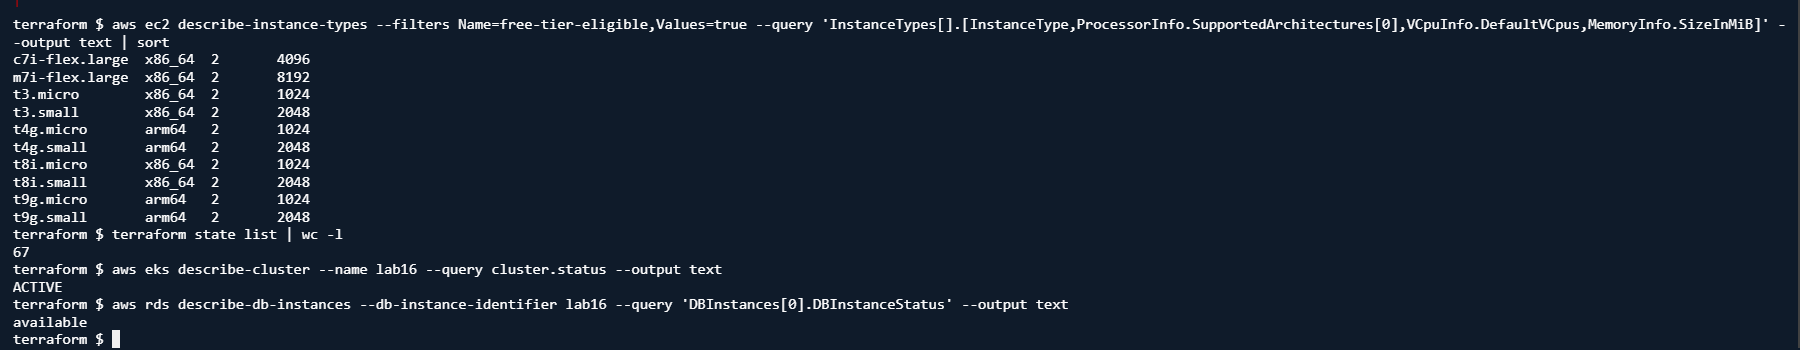 terraform $ aws ec2 describe-instance-types --filters Name=free-tier-eligible,Values=true --query 'InstanceTypes[].[InstanceType,ProcessorInfo.SupportedArchitectures[0],VCpuInfo.DefaultVCpus,MemoryInfo.SizeInMiB]' -
-output text | sort
c7i-flex.large  x86_64  2       4096
m7i-flex.large  x86_64  2       8192
t3.micro        x86_64  2       1024
t3.small        x86_64  2       2048
t4g.micro       arm64   2       1024
t4g.small       arm64   2       2048
t8i.micro       x86_64  2       1024
t8i.small       x86_64  2       2048
t9g.micro       arm64   2       1024
t9g.small       arm64   2       2048
terraform $ terraform state list | wc -l
67
terraform $ aws eks describe-cluster --name lab16 --query cluster.status --output text
ACTIVE
terraform $ aws rds describe-db-instances --db-instance-identifier lab16 --query 'DBInstances[0].DBInstanceStatus' --output text
available
terraform $